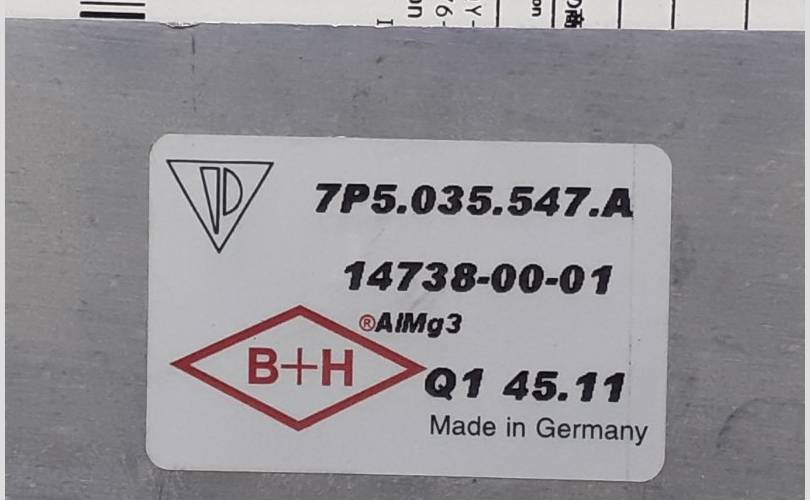 7P5.035.547.A
14738-00-01
®AlMg3
B+H
Q1 45.11
Made in Germany